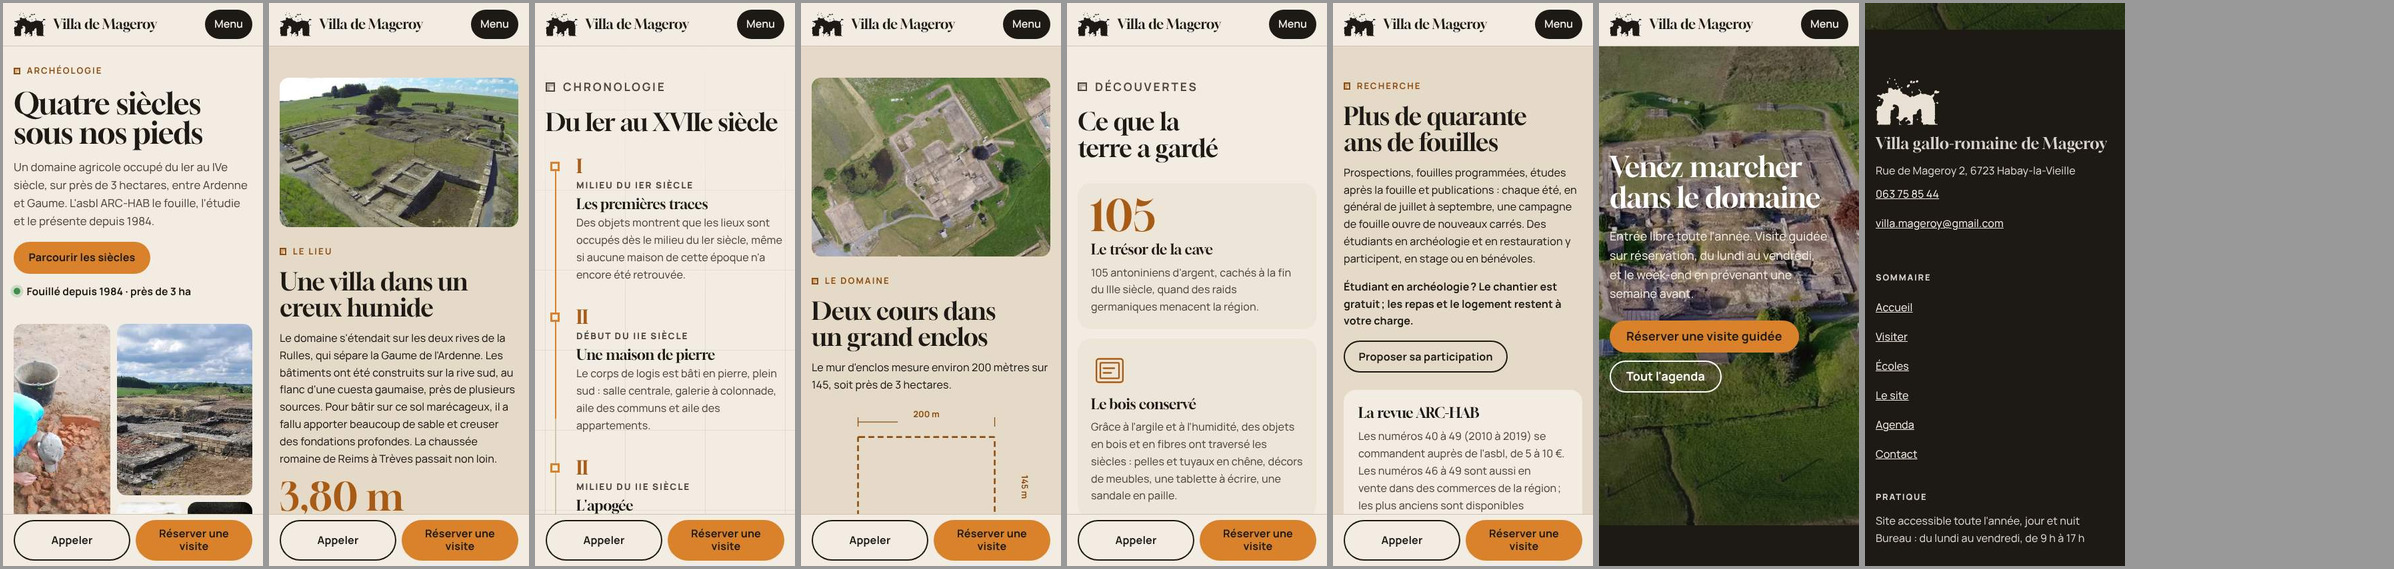 Villa de Mageroy
Menu
ARCHÉOLOGIE
Quatre siècles
sous nos pieds
Un domaine agricole occupé du Ier au IVe
siècle, sur près de 3 hectares, entre Ardenne
et Gaume. L'asbl ARC-HAB le fouille, l'étudie
et le présente depuis 1984.
Parcourir les siècles
Fouillé depuis 1984 · près de 3 ha
Appeler
Réserver une
visite
Villa de Mageroy
Menu
LE LIEU
Une villa dans un
creux humide
Le domaine s'étendait sur les deux rives de la
Rulles, qui sépare la Gaume de l'Ardenne. Les
bâtiments ont été construits sur la rive sud, au
flanc d'une cuesta gaumaise, près de plusieurs
sources. Pour bâtir sur ce sol marécageux, il a
fallu apporter beaucoup de sable et creuser
des fondations profondes. La chaussée
romaine de Reims à Trèves passait non loin.
3,80 m
Appeler
Réserver une
visite
Villa de Mageroy
Menu
CHRONOLOGIE
Du Ier au XVIIe siècle
I
MILIEU DU IER SIÈCLE
Les premières traces
Des objets montrent que les lieux sont
occupés dès le milieu du Ier siècle, même
si aucune maison de cette époque n'a
encore été retrouvée.
II
DÉBUT DU IIE SIÈCLE
Une maison de pierre
Le corps de logis est bâti en pierre, plein
sud : salle centrale, galerie à colonnade,
aile des communs et aile des
appartements.
II
MILIEU DU IIE SIÈCLE
L'apogée
Appeler
Réserver une
visite
Villa de Mageroy
Menu
LE DOMAINE
Deux cours dans
un grand enclos
Le mur d'enclos mesure environ 200 mètres sur
145, soit près de 3 hectares.
200 m
145 m
Appeler
Réserver une
visite
Villa de Mageroy
Menu
DÉCOUVERTES
Ce que la
terre a gardé
105
Le trésor de la cave
105 antoniniens d'argent, cachés à la fin
du IIIe siècle, quand des raids
germaniques menacent la région.
Le bois conservé
Grâce à l'argile et à l'humidité, des objets
en bois et en fibres ont traversé les
siècles : pelles et tuyaux en chêne, décors
de meubles, une tablette à écrire, une
sandale en paille.
Appeler
Réserver une
visite
Villa de Mageroy
Menu
RECHERCHE
Plus de quarante
ans de fouilles
Prospections, fouilles programmées, études
après la fouille et publications : chaque été, en
général de juillet à septembre, une campagne
de fouille ouvre de nouveaux carrés. Des
étudiants en archéologie et en restauration y
participent, en stage ou en bénévoles.
Étudiant en archéologie ? Le chantier est
gratuit ; les repas et le logement restent à
votre charge.
Proposer sa participation
La revue ARC-HAB
Les numéros 40 à 49 (2010 à 2019) se
commandent auprès de l'asbl, de 5 à 10 €.
Les numéros 46 à 49 sont aussi en
vente dans des commerces de la région ;
les plus anciens sont disponibles
Appeler
Réserver une
visite
Villa de Mageroy
Menu
Venez marcher
dans le domaine
Entrée libre toute l'année. Visite guidée
sur réservation, du lundi au vendredi,
et le week-end en prévenant une
semaine avant.
Réserver une visite guidée
Tout l'agenda
Villa gallo-romaine de Mageroy
Rue de Mageroy 2, 6723 Habay-la-Vieille
063 75 85 44
villa.mageroy@gmail.com
SOMMAIRE
Accueil
Visiter
Écoles
Le site
Agenda
Contact
PRATIQUE
Site accessible toute l'année, jour et nuit
Bureau : du lundi au vendredi, de 9 h à 17 h